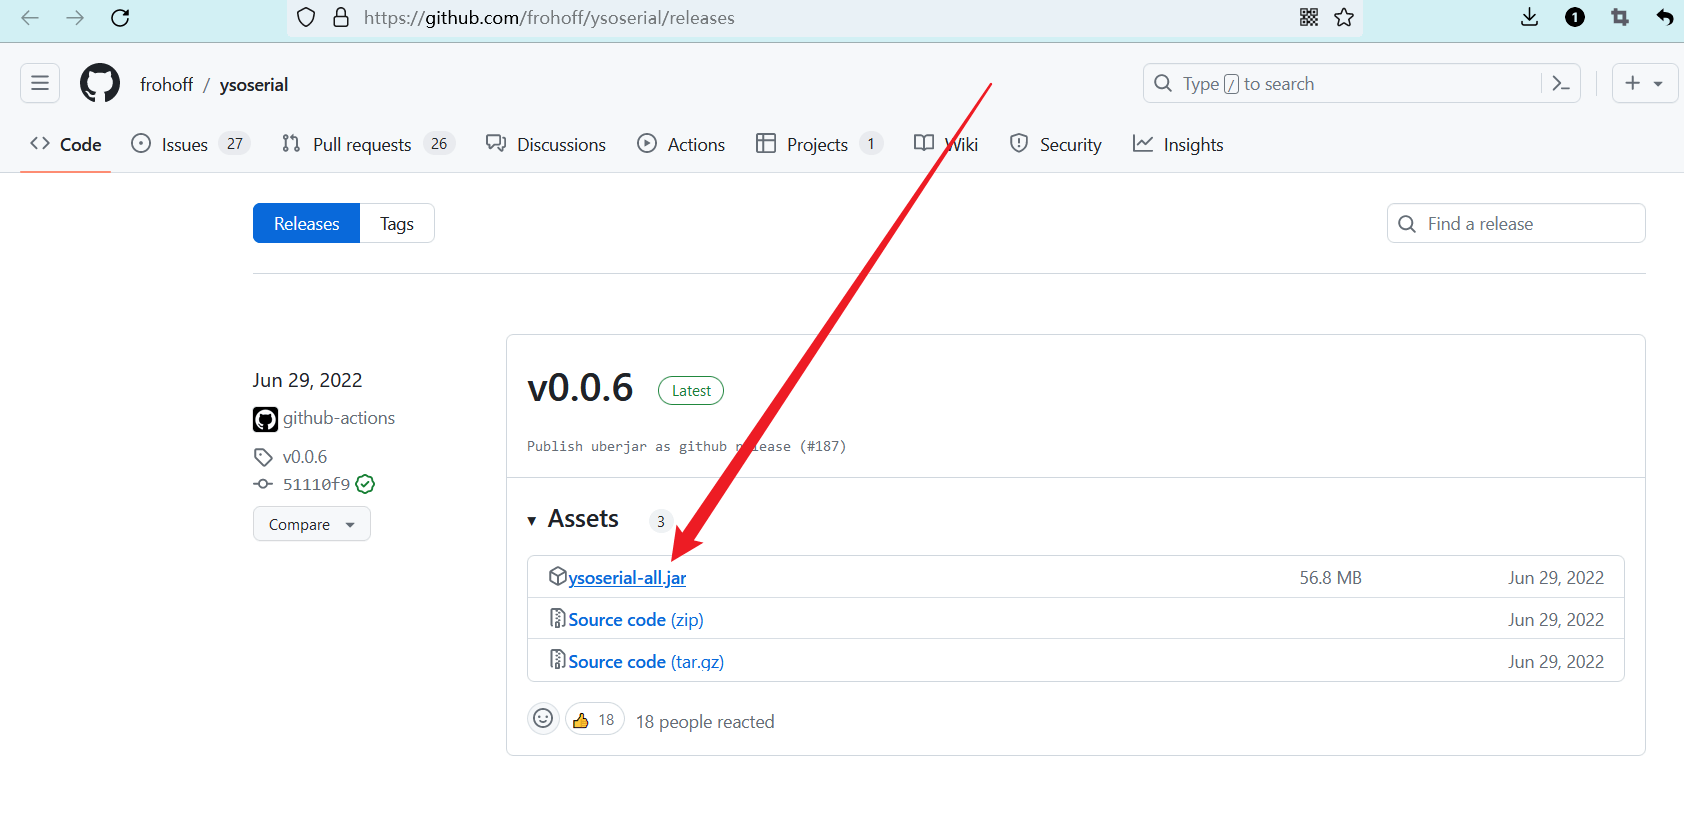 https://github.com/frohoff/ysoserial/releases
1
frohoff / ysoserial
Type / to search
Code
Issues 27
Pull requests 26
Discussions
Actions
Projects 1
Wiki
Security
Insights
Releases
Tags
Find a release
Jun 29, 2022
github-actions
v0.0.6
51110f9
Compare
v0.0.6 Latest
Publish uberjar as github release (#187)
Assets 3
ysoserial-all.jar 56.8 MB Jun 29, 2022
Source code (zip) Jun 29, 2022
Source code (tar.gz) Jun 29, 2022
👍 18 18 people reacted